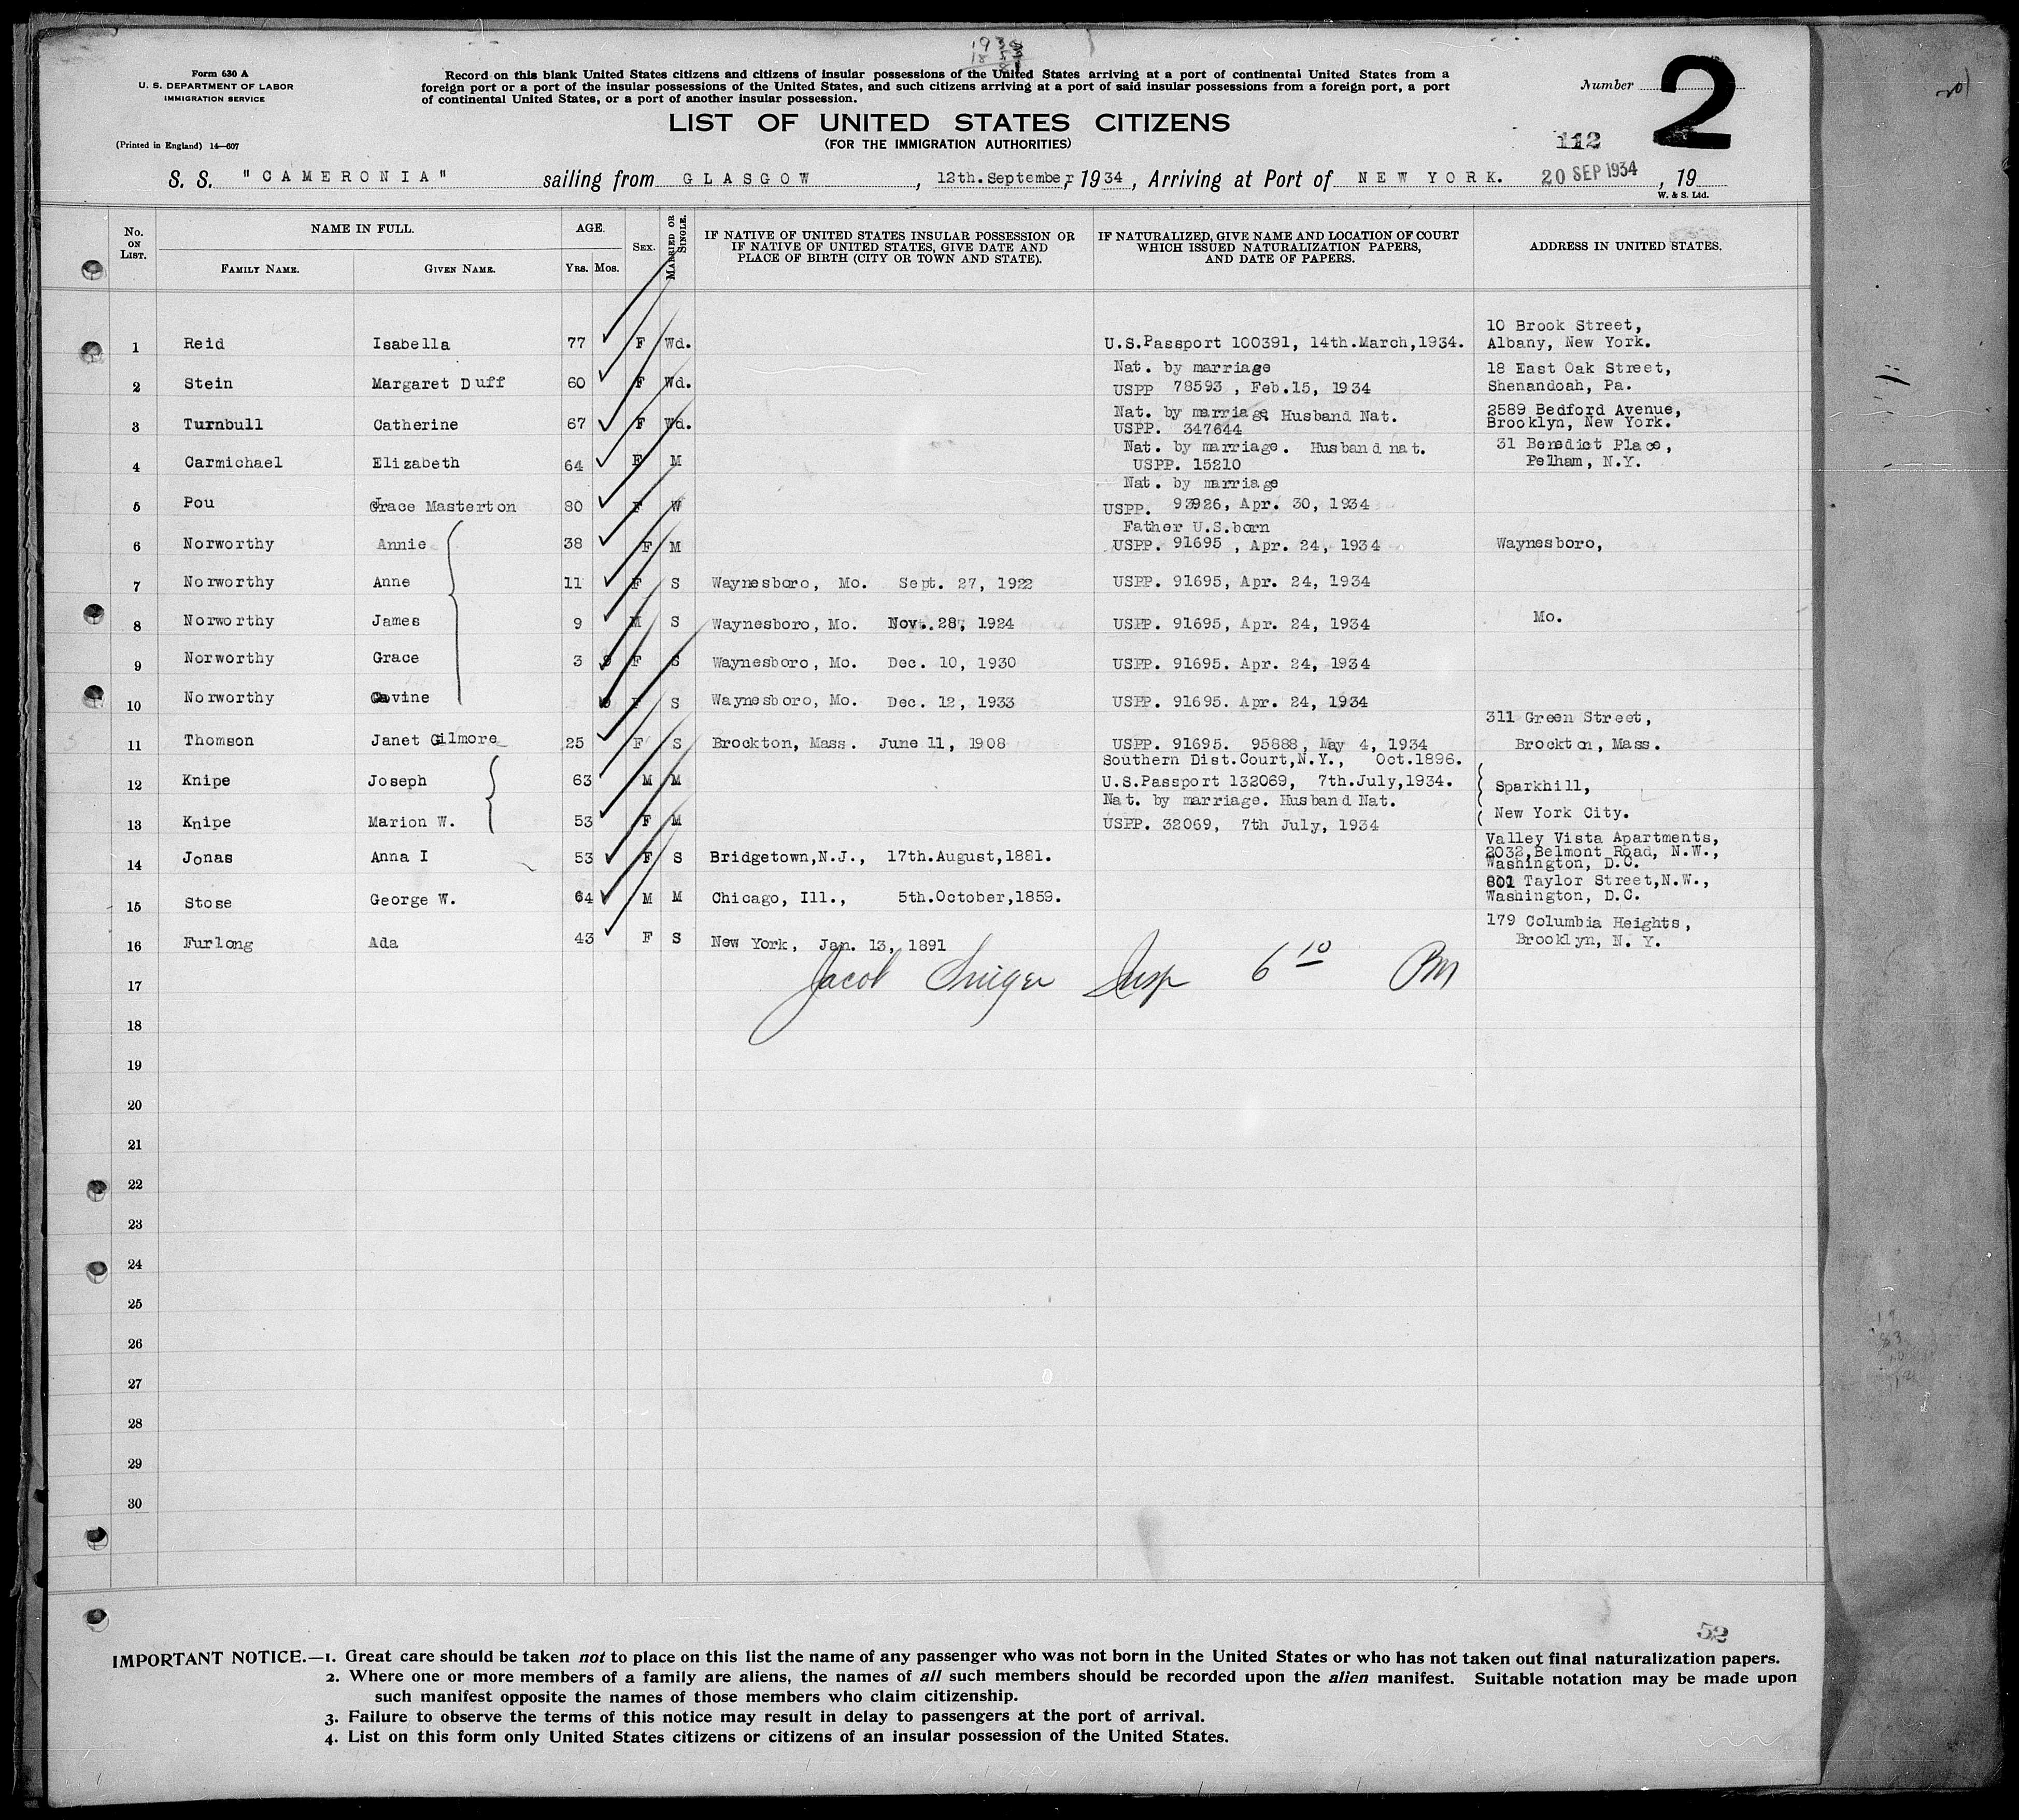 Form 630 A
U. S. DEPARTMENT OF LABOR
IMMIGRATION SERVICE
(Printed in England) 14—607
Record on this blank United States citizens and citizens of insular possessions of the United States arriving at a port of continental United States from a
foreign port or a port of the insular possessions of the United States, and such citizens arriving at a port of said insular possessions from a foreign port, a port
of continental United States, or a port of another insular possession.
Number 2
LIST OF UNITED STATES CITIZENS
(FOR THE IMMIGRATION AUTHORITIES)
112
S. S. "CAMERONIA" sailing from GLASGOW, 12th.September, 1934, Arriving at Port of NEW YORK. 20 SEP 1934, 19
W. & S. Ltd.
No. ON LIST. NAME IN FULL. FAMILY NAME. GIVEN NAME. AGE. YRS. MOS. SEX. MARRIED OR SINGLE. IF NATIVE OF UNITED STATES INSULAR POSSESSION OR IF NATIVE OF UNITED STATES, GIVE DATE AND PLACE OF BIRTH (CITY OR TOWN AND STATE). IF NATURALIZED, GIVE NAME AND LOCATION OF COURT WHICH ISSUED NATURALIZATION PAPERS, AND DATE OF PAPERS. ADDRESS IN UNITED STATES.
1 Reid Isabella 77 F Wd. U.S.Passport 100391, 14th.March,1934. 10 Brook Street, Albany, New York.
2 Stein Margaret Duff 60 F Wd. Nat. by marriage USPP 78593 , Feb.15, 1934 18 East Oak Street, Shenandoah, Pa.
3 Turnbull Catherine 67 F Wd. Nat. by marriage. Husband Nat. USPP. 347644 2589 Bedford Avenue, Brooklyn, New York.
4 Carmichael Elizabeth 64 F M Nat. by marriage. Husband nat. USPP. 15210 31 Benedict Place, Pelham, N.Y.
5 Pou Grace Masterton 80 F W Nat. by marriage USPP. 93926, Apr. 30, 1934
6 Norworthy Annie 38 F M Father U.S.born USPP. 91695 , Apr. 24, 1934 Waynesboro,
7 Norworthy Anne 11 F S Waynesboro, Mo. Sept. 27, 1922 USPP. 91695, Apr. 24, 1934
8 Norworthy James 9 M S Waynesboro, Mo. Nov. 28, 1924 USPP. 91695, Apr. 24, 1934 Mo.
9 Norworthy Grace 3 9 F S Waynesboro, Mo. Dec. 10, 1930 USPP. 91695. Apr. 24, 1934
10 Norworthy Govine 9 F S Waynesboro, Mo. Dec. 12, 1933 USPP. 91695. Apr. 24, 1934
11 Thomson Janet Gilmore 25 F S Brockton, Mass. June 11, 1908 USPP. 91695. 95888, May 4, 1934 311 Green Street, Brockton, Mass.
12 Knipe Joseph 63 M M Southern Dist.Court,N.Y., Oct.1896. U.S.Passport 132069, 7th.July,1934. Sparkhill,
13 Knipe Marion W. 53 F M Nat. by marriage. Husband Nat. USPP. 32069, 7th July, 1934 New York City.
14 Jonas Anna I 53 F S Bridgetown,N.J., 17th.August,1881. Valley Vista Apartments, 2032,Belmont Road, N.W., Washington, D.C.
15 Stose George W. 64 M M Chicago, Ill., 5th.October,1859. 801 Taylor Street,N.W., Washington, D.C.
16 Furlong Ada 43 F S New York, Jan. 13, 1891 179 Columbia Heights, Brooklyn, N. Y.
Jacob Insp 6 10 PM
17
18
19
20
21
22
23
24
25
26
27
28
29
30
52
IMPORTANT NOTICE.—1. Great care should be taken not to place on this list the name of any passenger who was not born in the United States or who has not taken out final naturalization papers.
2. Where one or more members of a family are aliens, the names of all such members should be recorded upon the alien manifest. Suitable notation may be made upon
such manifest opposite the names of those members who claim citizenship.
3. Failure to observe the terms of this notice may result in delay to passengers at the port of arrival.
4. List on this form only United States citizens or citizens of an insular possession of the United States.